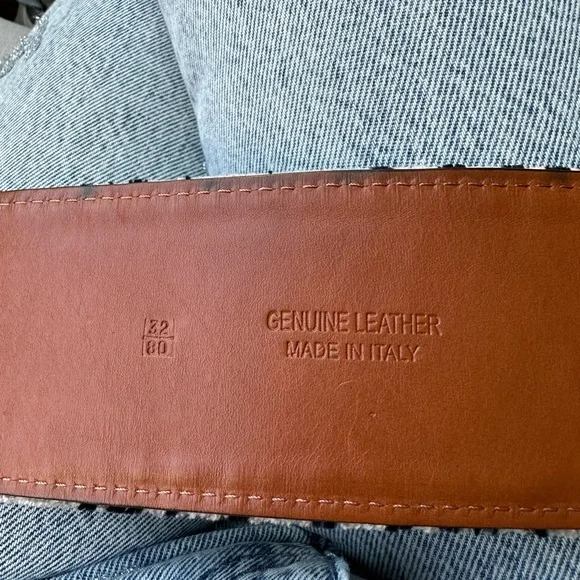 32
80
GENUINE LEATHER
MADE IN ITALY